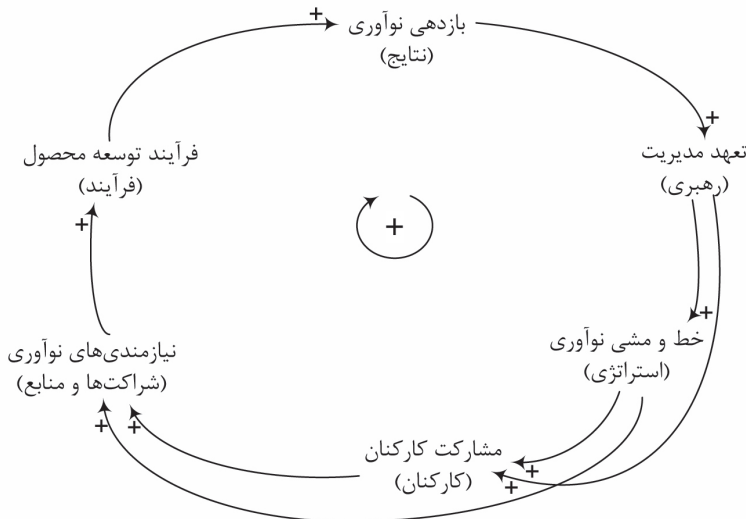 بازدهی نوآوری
(نتایج)
+
+
تعهد مدیریت
(رهبری)
فرآیند توسعه محصول
(فرآیند)
+
+
+
خط و مشی نوآوری
(استراتژی)
نیازمندی‌های نوآوری
(شراکت‌ها و منابع)
+
+
مشارکت کارکنان
(کارکنان)
+
+